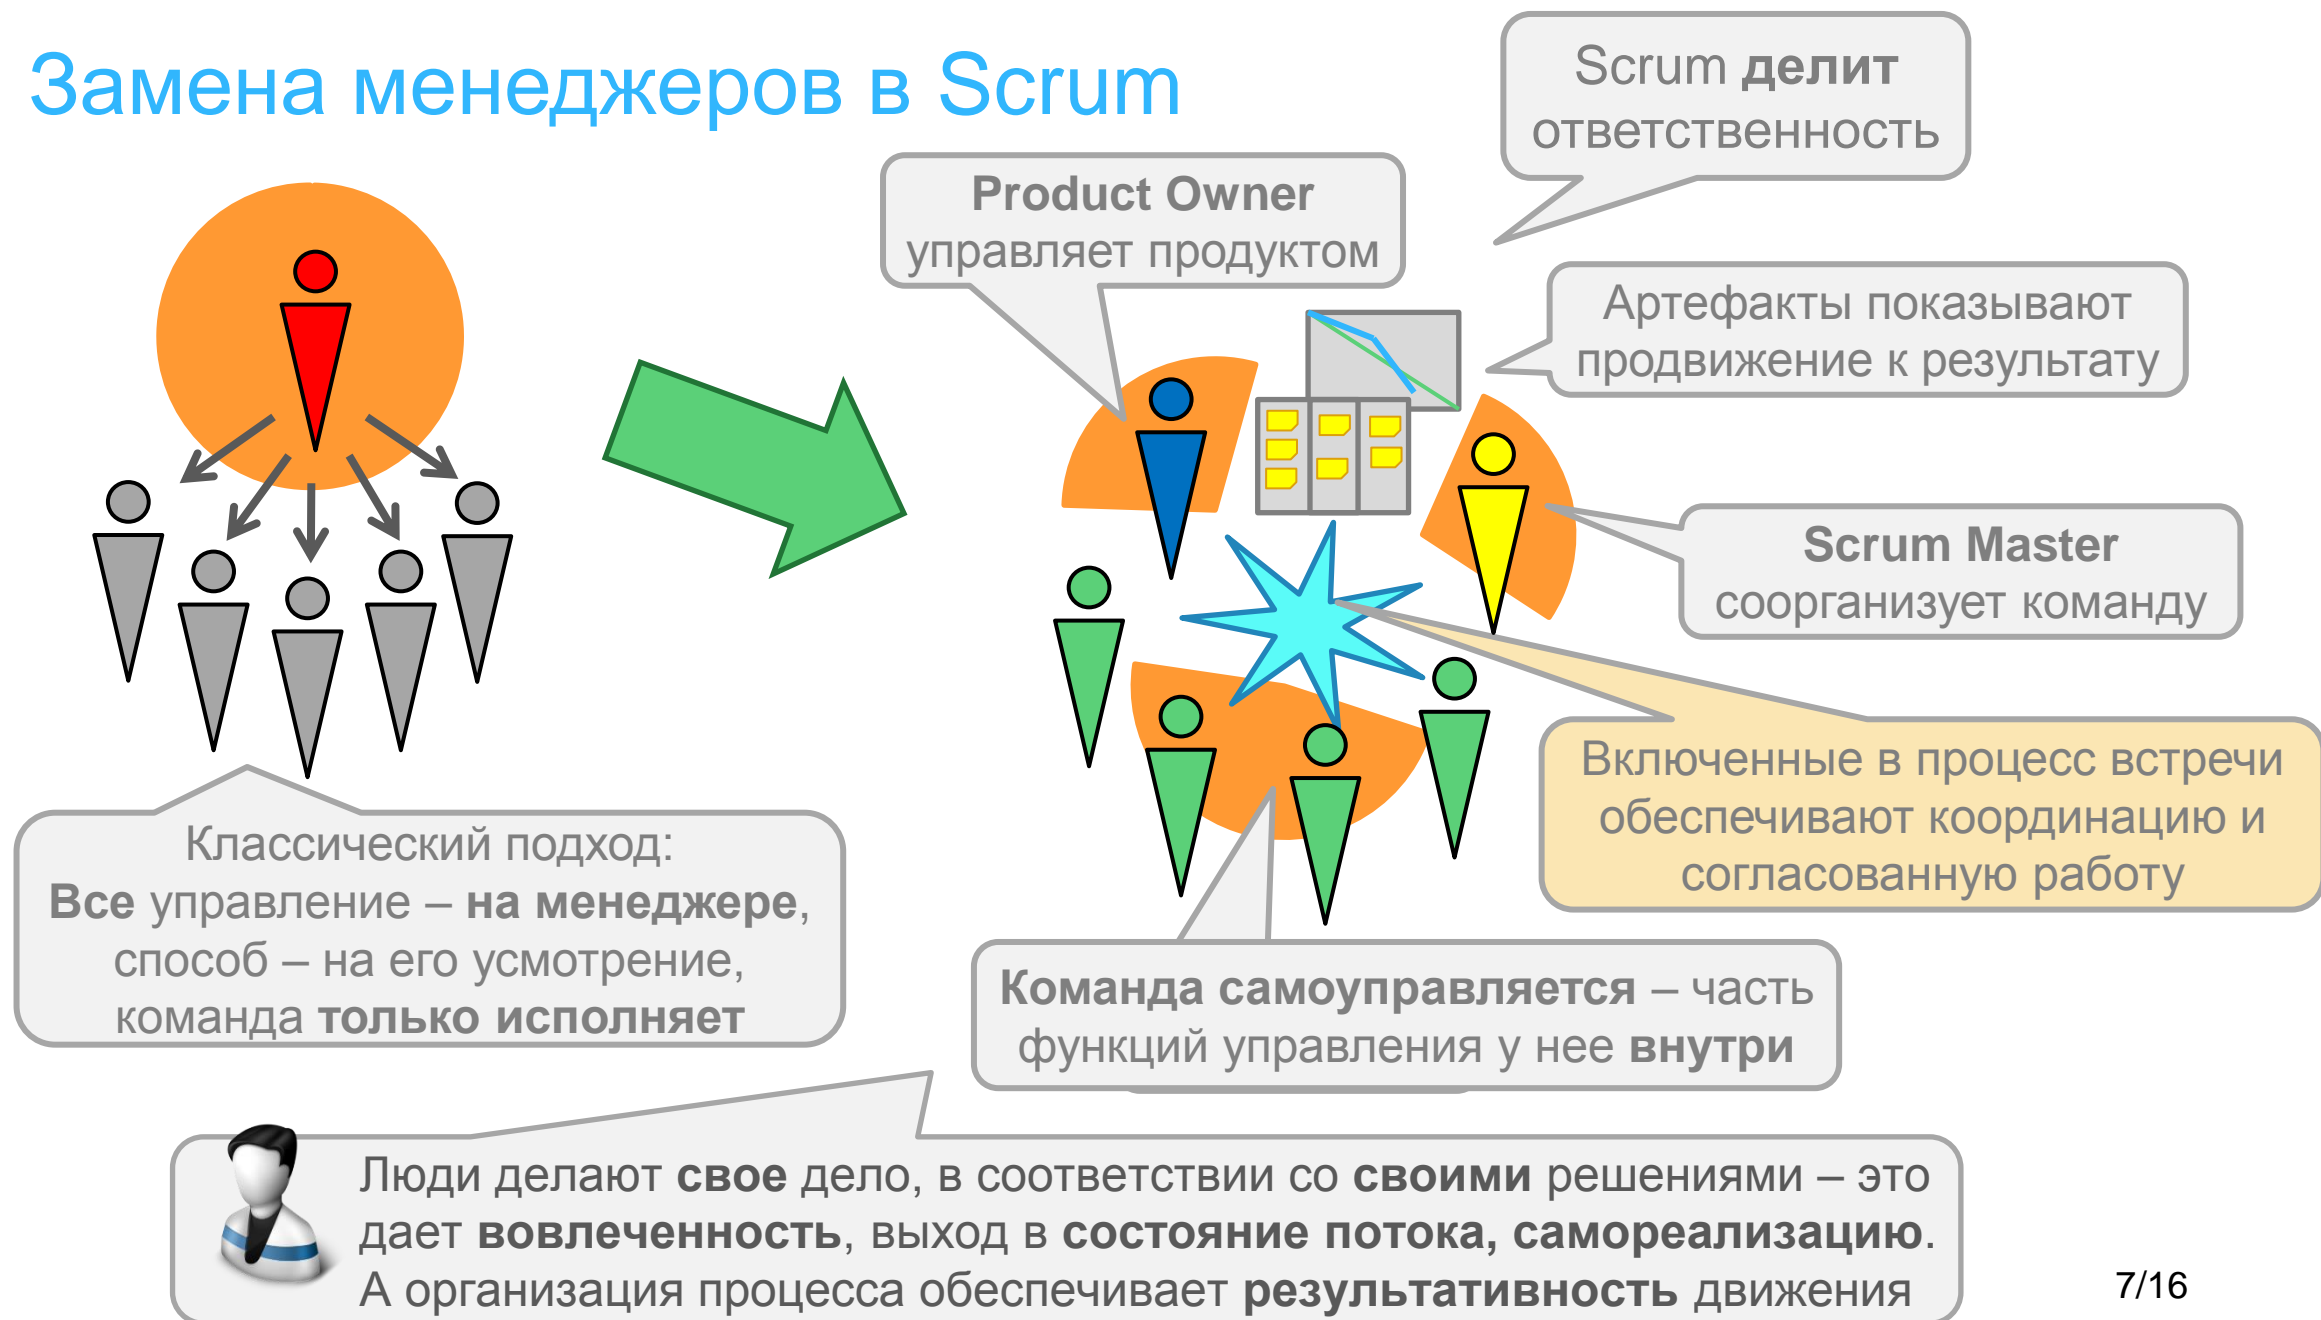 Замена менеджеров в Scrum
Scrum делит
ответственность
Product Owner
управляет продуктом
Артефакты показывают
продвижение к результату
Scrum Master
соорганизует команду
Включенные в процесс встречи
обеспечивают координацию и
согласованную работу
Классический подход:
Все управление – на менеджере,
способ – на его усмотрение,
команда только исполняет
Команда самоуправляется – часть
функций управления у нее внутри
Люди делают свое дело, в соответствии со своими решениями – это
дает вовлеченность, выход в состояние потока, самореализацию.
А организация процесса обеспечивает результативность движения
7/16